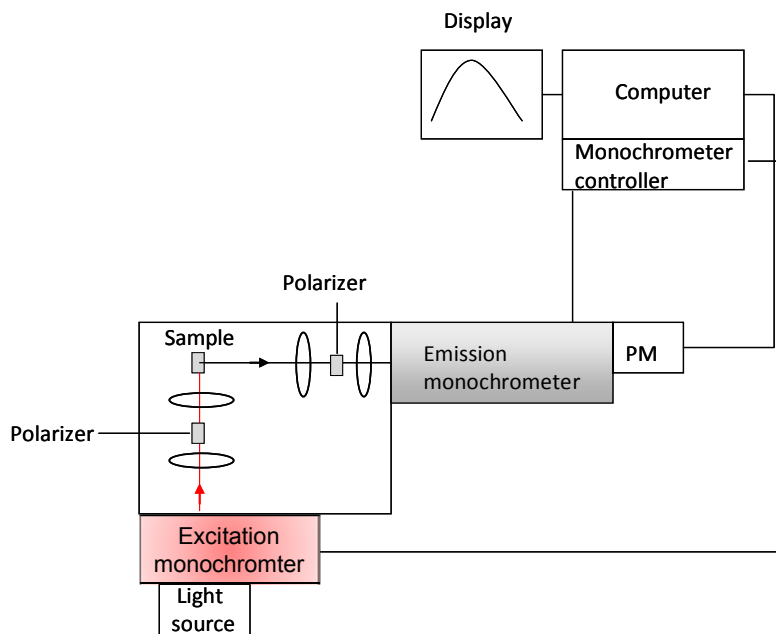 Display
Computer
Monochrometer
controller
Polarizer
Sample
Emission
monochrometer
PM
Polarizer
Excitation
monochromter
Light
source